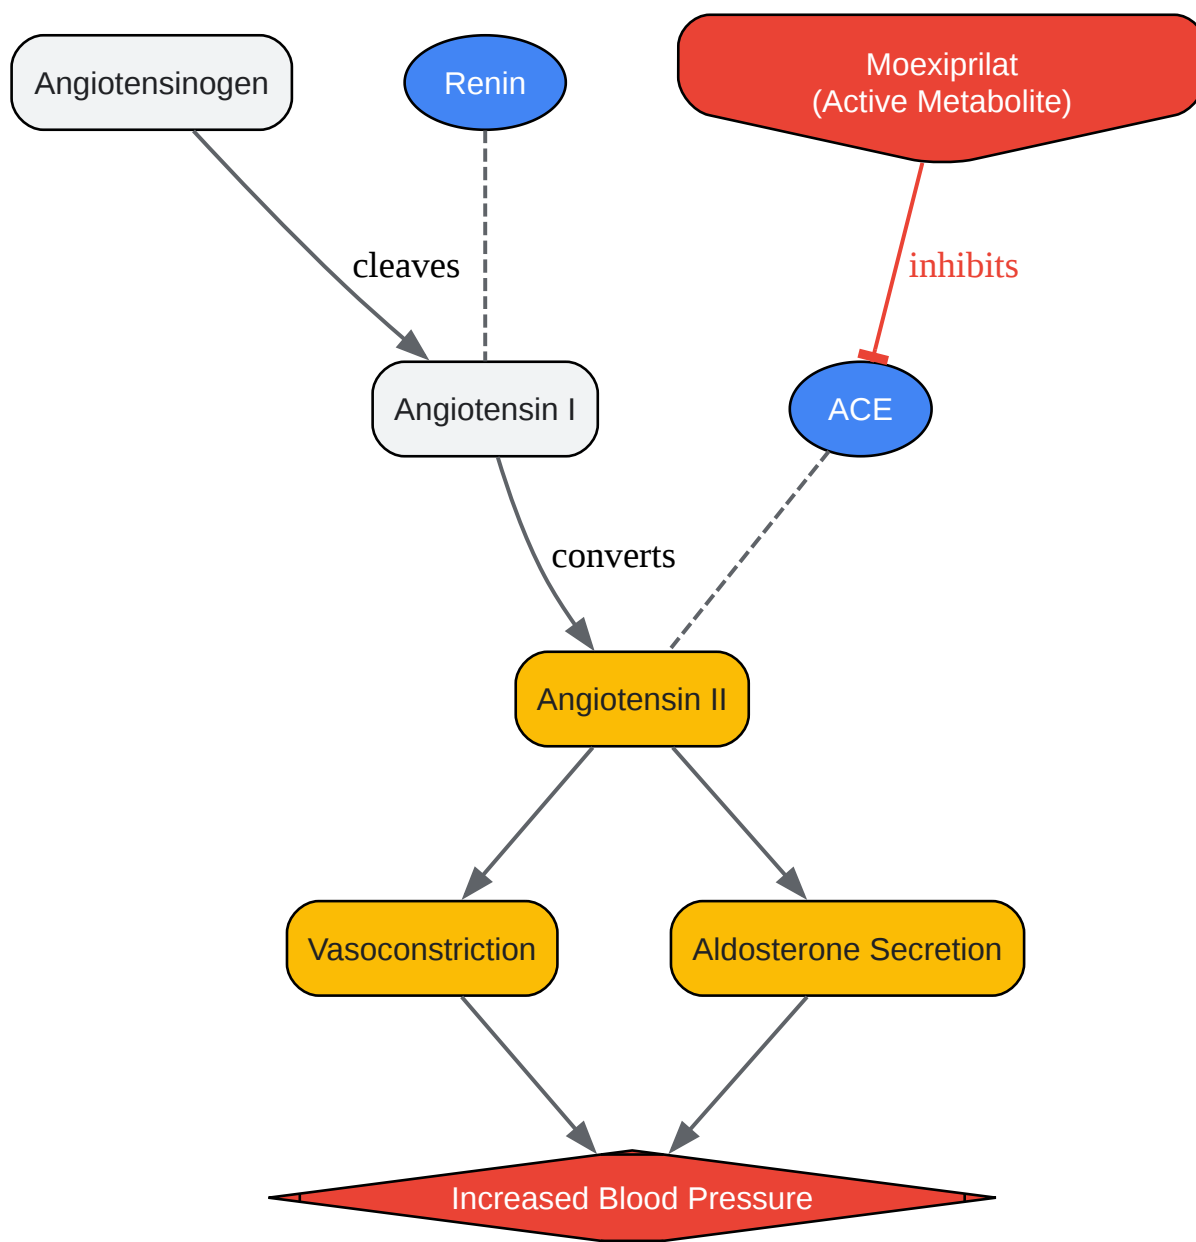 Angiotensinogen
Renin
Moexiprilat
(Active Metabolite)
cleaves
inhibits
Angiotensin I
ACE
converts
Angiotensin II
Vasoconstriction
Aldosterone Secretion
Increased Blood Pressure